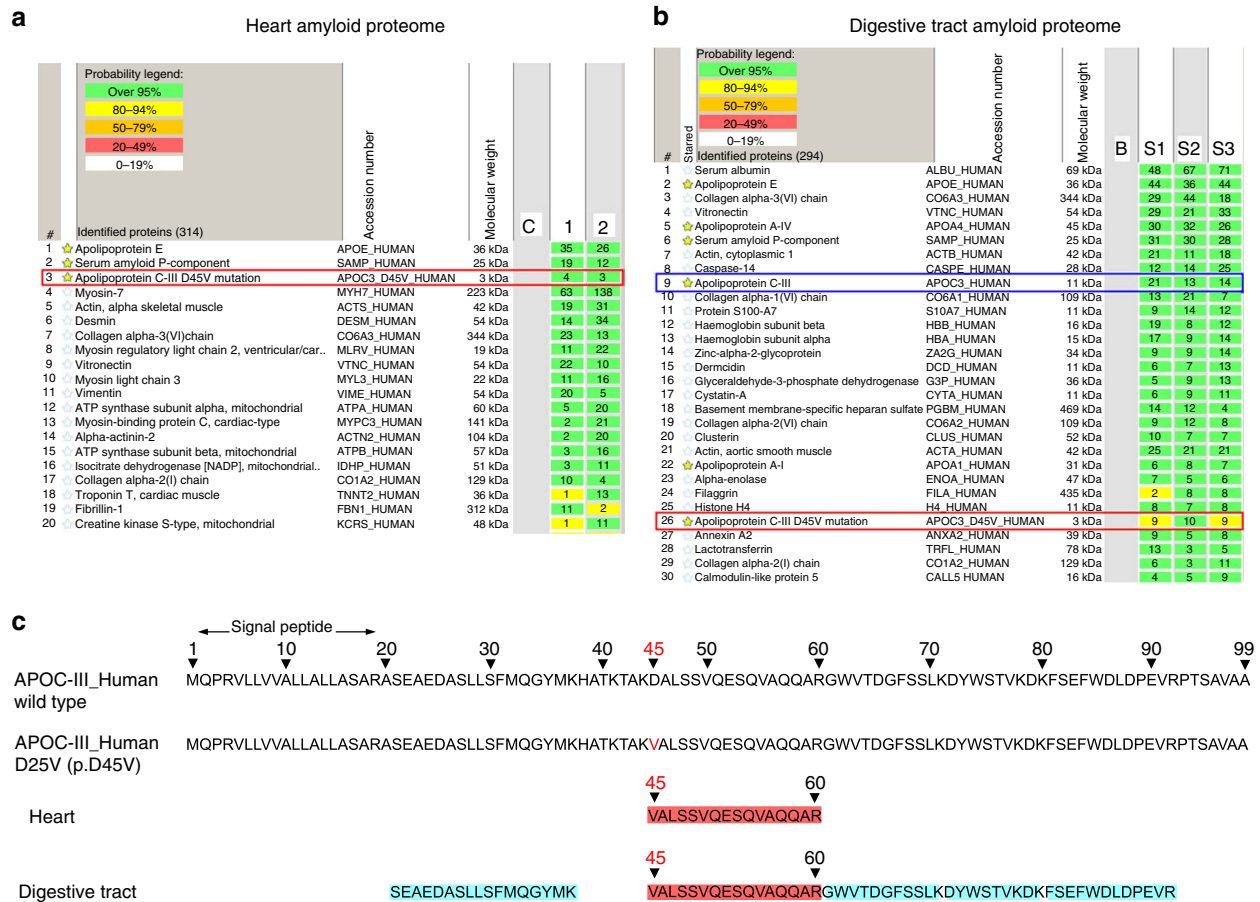 a
Heart amyloid proteome
Probability legend:
Over 95%
80–94%
50–79%
20–49%
0–19%
# Identified proteins (314) Accession number Molecular weight C 1 2
1 Apolipoprotein E APOE_HUMAN 36 kDa 35 26
2 Serum amyloid P-component SAMP_HUMAN 25 kDa 19 12
3 Apolipoprotein C-III D45V mutation APOC3_D45V_HUMAN 3 kDa 4 3
4 Myosin-7 MYH7_HUMAN 223 kDa 63 138
5 Actin, alpha skeletal muscle ACTS_HUMAN 42 kDa 19 31
6 Desmin DESM_HUMAN 54 kDa 14 34
7 Collagen alpha-3(VI)chain CO6A3_HUMAN 344 kDa 23 13
8 Myosin regulatory light chain 2, ventricular/car.. MLRV_HUMAN 19 kDa 11 22
9 Vitronectin VTNC_HUMAN 54 kDa 22 10
10 Myosin light chain 3 MYL3_HUMAN 22 kDa 11 16
11 Vimentin VIME_HUMAN 54 kDa 20 5
12 ATP synthase subunit alpha, mitochondrial ATPA_HUMAN 60 kDa 5 20
13 Myosin-binding protein C, cardiac-type MYPC3_HUMAN 141 kDa 2 21
14 Alpha-actinin-2 ACTN2_HUMAN 104 kDa 2 20
15 ATP synthase subunit beta, mitochondrial ATPB_HUMAN 57 kDa 3 16
16 Isocitrate dehydrogenase [NADP], mitochondrial.. IDHP_HUMAN 51 kDa 3 11
17 Collagen alpha-2(I) chain CO1A2_HUMAN 129 kDa 10 4
18 Troponin T, cardiac muscle TNNT2_HUMAN 36 kDa 1 13
19 Fibrillin-1 FBN1_HUMAN 312 kDa 11 2
20 Creatine kinase S-type, mitochondrial KCRS_HUMAN 48 kDa 1 11
b
Digestive tract amyloid proteome
Probability legend:
Over 95%
80–94%
50–79%
20–49%
0–19%
# Starred Identified proteins (294) Accession number Molecular weight B S1 S2 S3
1 Serum albumin ALBU_HUMAN 69 kDa 48 67 71
2 Apolipoprotein E APOE_HUMAN 36 kDa 44 36 44
3 Collagen alpha-3(VI) chain CO6A3_HUMAN 344 kDa 29 44 18
4 Vitronectin VTNC_HUMAN 54 kDa 29 21 33
5 Apolipoprotein A-IV APOA4_HUMAN 45 kDa 30 32 26
6 Serum amyloid P-component SAMP_HUMAN 25 kDa 31 30 28
7 Actin, cytoplasmic 1 ACTB_HUMAN 42 kDa 21 11 18
8 Caspase-14 CASPE_HUMAN 28 kDa 12 14 25
9 Apolipoprotein C-III APOC3_HUMAN 11 kDa 21 13 14
10 Collagen alpha-1(VI) chain CO6A1_HUMAN 109 kDa 13 21 7
11 Protein S100-A7 S10A7_HUMAN 11 kDa 9 14 12
12 Haemoglobin subunit beta HBB_HUMAN 16 kDa 19 8 12
13 Haemoglobin subunit alpha HBA_HUMAN 15 kDa 17 9 14
14 Zinc-alpha-2-glycoprotein ZA2G_HUMAN 34 kDa 9 9 14
15 Dermcidin DCD_HUMAN 11 kDa 6 7 13
16 Glyceraldehyde-3-phosphate dehydrogenase G3P_HUMAN 36 kDa 5 9 13
17 Cystatin-A CYTA_HUMAN 11 kDa 6 9 11
18 Basement membrane-specific heparan sulfate PGBM_HUMAN 469 kDa 14 12 4
19 Collagen alpha-2(VI) chain CO6A2_HUMAN 109 kDa 9 12 8
20 Clusterin CLUS_HUMAN 52 kDa 10 7 7
21 Actin, aortic smooth muscle ACTA_HUMAN 42 kDa 25 21 21
22 Apolipoprotein A-I APOA1_HUMAN 31 kDa 6 8 7
23 Alpha-enolase ENOA_HUMAN 47 kDa 7 5 6
24 Filaggrin FILA_HUMAN 435 kDa 2 8 8
25 Histone H4 H4_HUMAN 11 kDa 8 7 8
26 Apolipoprotein C-III D45V mutation APOC3_D45V_HUMAN 3 kDa 9 10 9
27 Annexin A2 ANXA2_HUMAN 39 kDa 9 5 8
28 Lactotransferrin TRFL_HUMAN 78 kDa 13 3 5
29 Collagen alpha-2(I) chain CO1A2_HUMAN 129 kDa 6 3 11
30 Calmodulin-like protein 5 CALL5 HUMAN 16 kDa 4 5 9
c
Signal peptide
1 10 20 30 40 45 50 60 70 80 90 99
APOC-III_Human MQPRVLLVVALLALLASARASEAEDASLLSFMQGYMKHATKTAKDALSSVQESQVAQQARGWVTDGFSSLKDYWSTVKDKFSEFWDLDPEVRPTSAVAA
wild type
APOC-III_Human MQPRVLLVVALLALLASARASEAEDASLLSFMQGYMKHATKTAKVALSSVQESQVAQQARGWVTDGFSSLKDYWSTVKDKFSEFWDLDPEVRPTSAVAA
D25V (p.D45V)
45 60
Heart VALSSVQESQVAQQAR
45 60
Digestive tract SEAEDASLLSFMQGYMK VALSSVQESQVAQQARGWVTDGFSSLKDYWSTVKDKFSEFWDLDPEVR